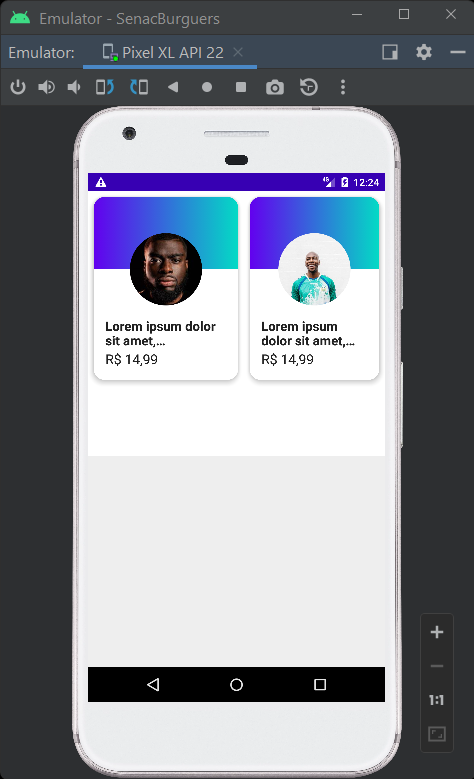 Emulator - SenacBurguers
Emulator:
Pixel XL API 22
12:24
Lorem ipsum dolor
sit amet,...
R$ 14,99
Lorem ipsum
dolor sit amet,...
R$ 14,99
1:1